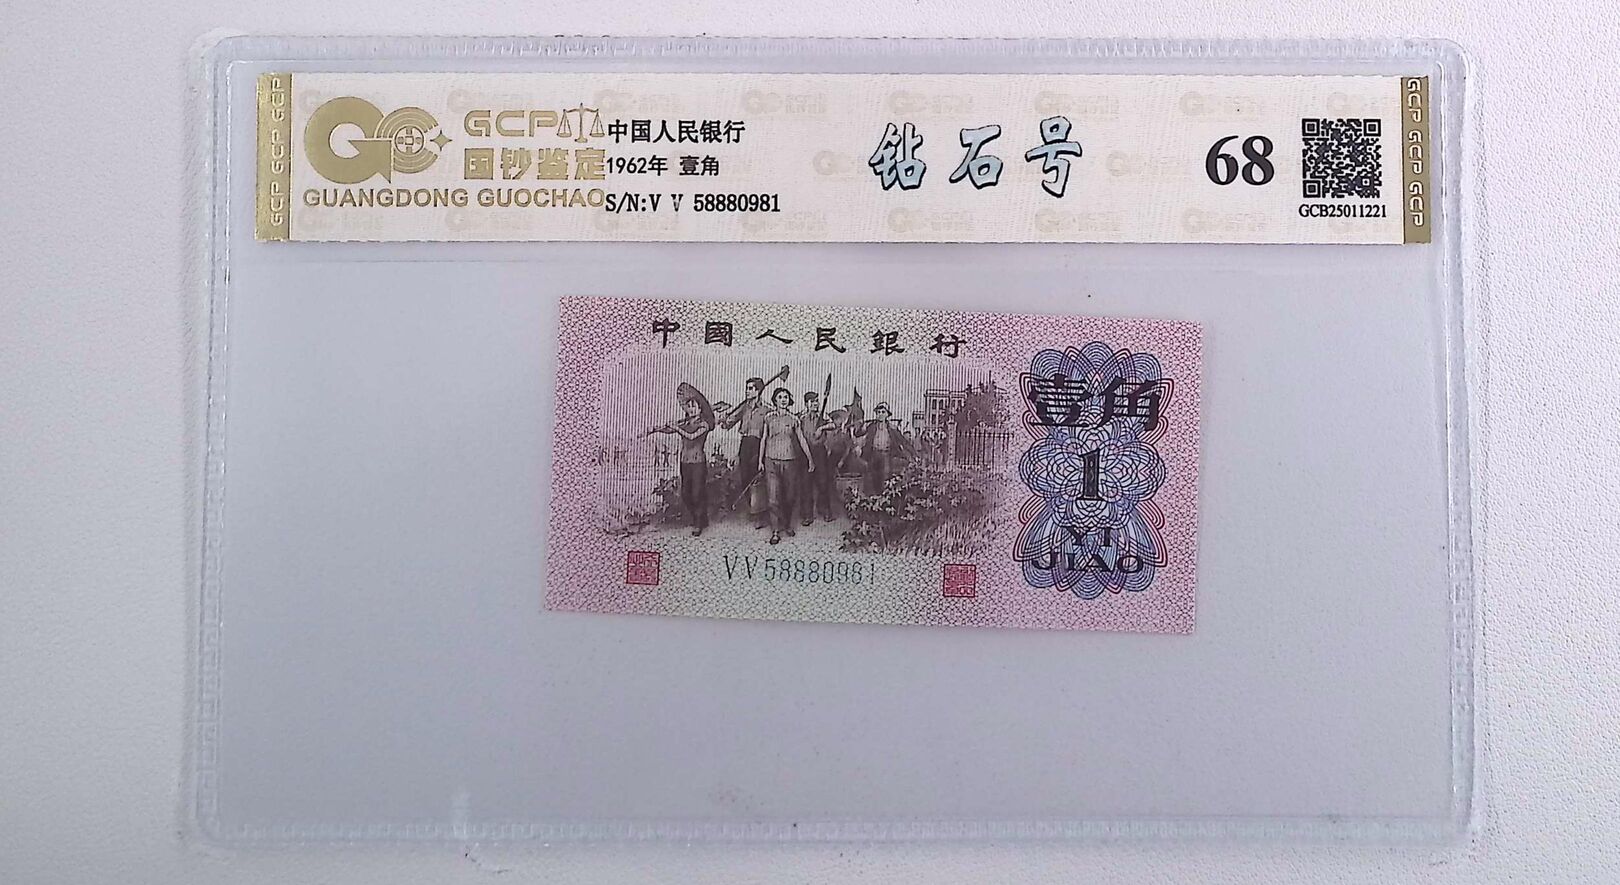 GCP
国钞鉴定
GUANGDONG GUOCHAO
中国人民银行
1962年 壹角
S/N:V V 58880981
钻石号
68
GCB25011221
GCP GCP GCP
GCP GCP GCP
中國人民銀行
壹角
1
YI
JIAO
VV58880981